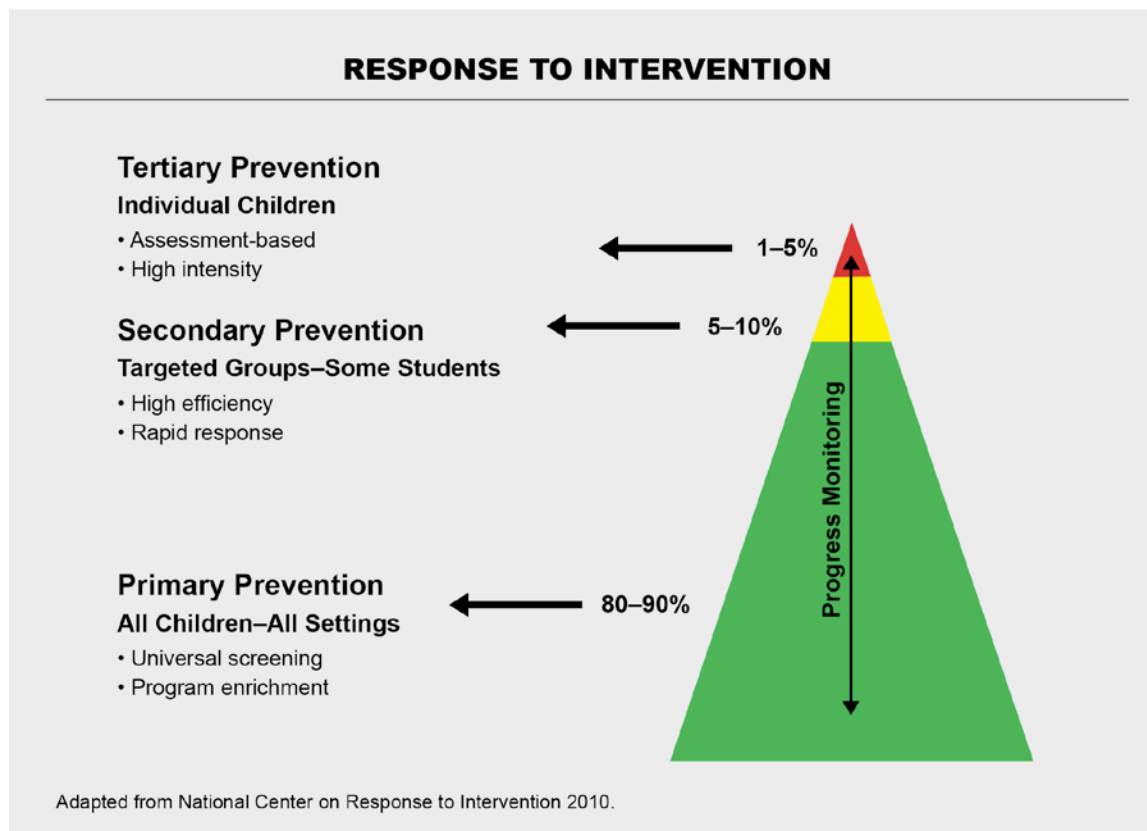 RESPONSE TO INTERVENTION
Tertiary Prevention
Individual Children
• Assessment-based
• High intensity
1–5%
Secondary Prevention
Targeted Groups–Some Students
• High efficiency
• Rapid response
5–10%
Primary Prevention
All Children–All Settings
• Universal screening
• Program enrichment
80–90%
Progress Monitoring
Adapted from National Center on Response to Intervention 2010.